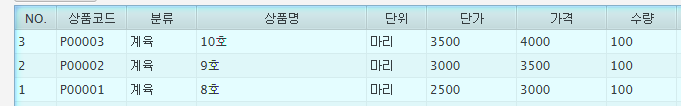 NO. 상품코드 분류 상품명 단위 단가 가격 수량
3 P00003 계육 10호 마리 3500 4000 100
2 P00002 계육 9호 마리 3000 3500 100
1 P00001 계육 8호 마리 2500 3000 100